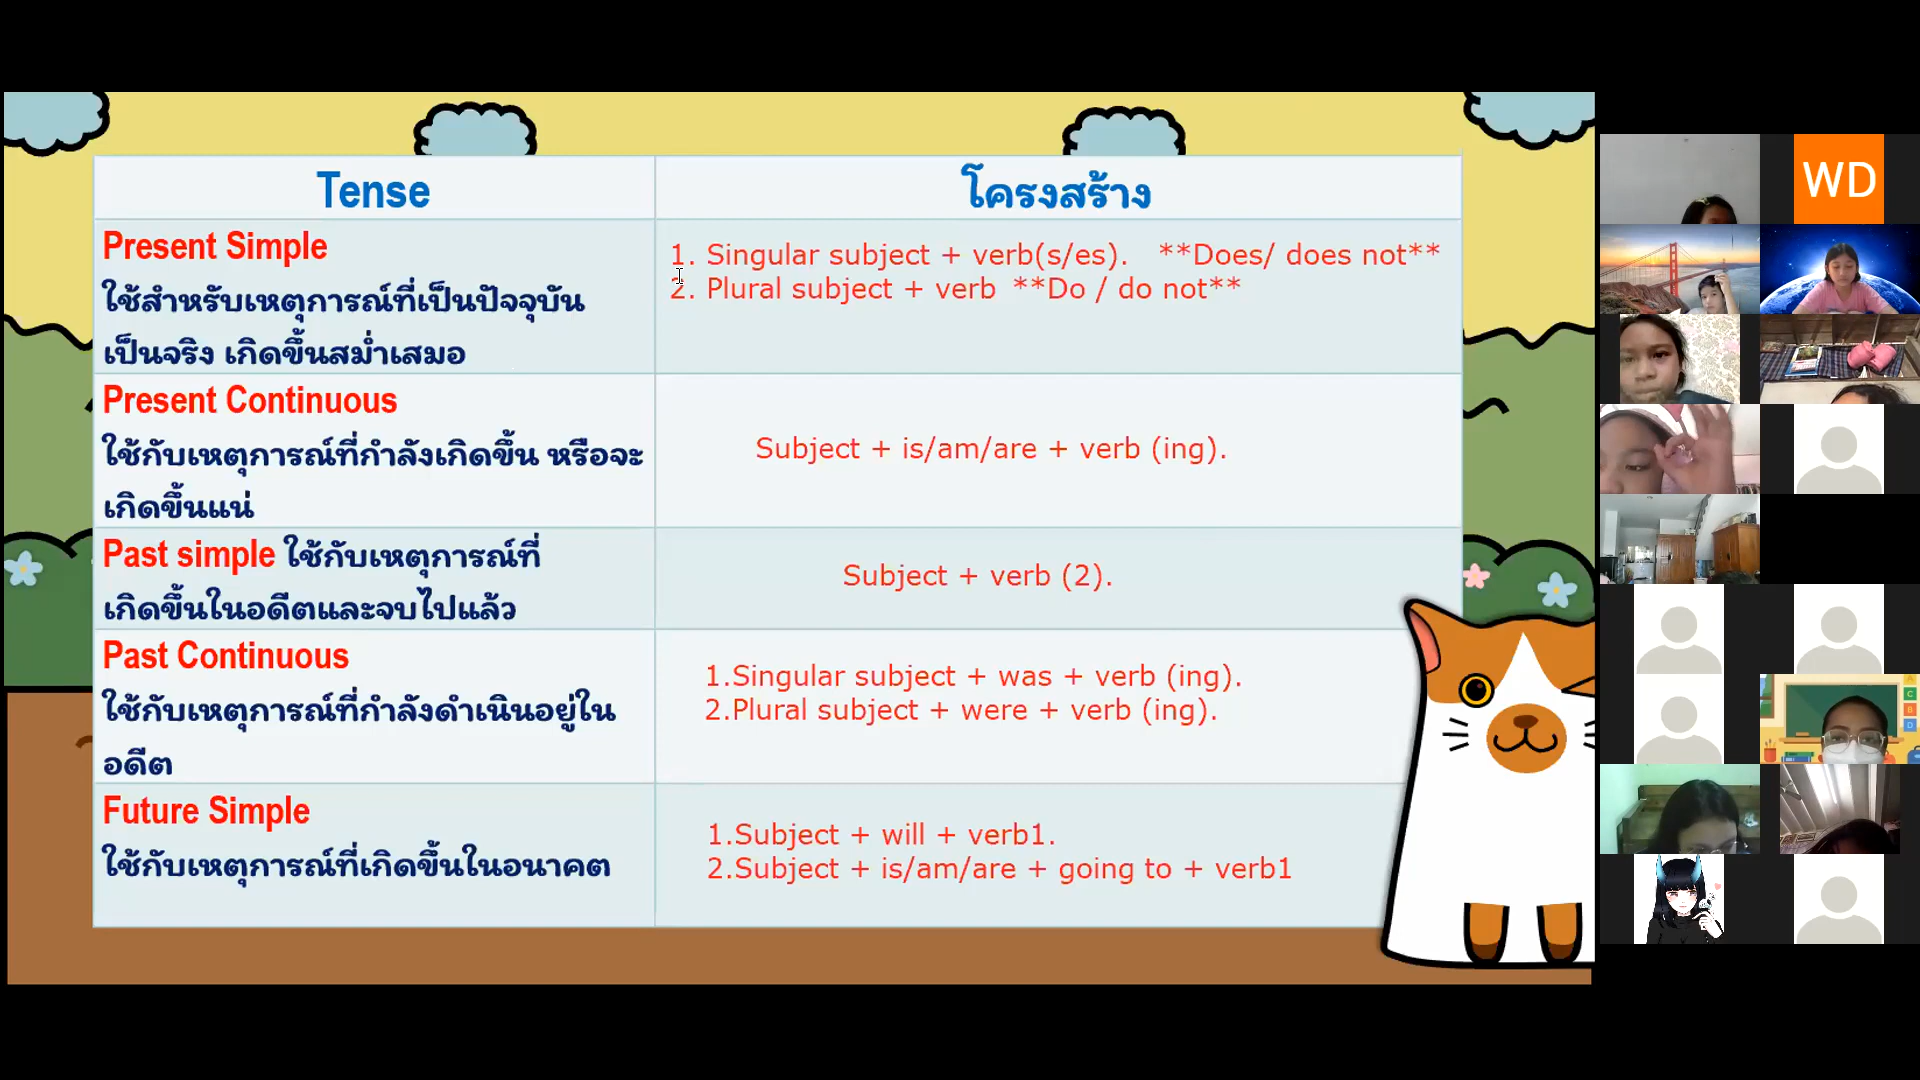 Tense
โครงสร้าง
Present Simple
ใช้สำหรับเหตุการณ์ที่เป็นปัจจุบัน
เป็นจริง เกิดขึ้นสม่ำเสมอ
1. Singular subject + verb(s/es). **Does/ does not**
2. Plural subject + verb **Do / do not**
Present Continuous
ใช้กับเหตุการณ์ที่กำลังเกิดขึ้น หรือจะ
เกิดขึ้นแน่
Subject + is/am/are + verb (ing).
Past simple ใช้กับเหตุการณ์ที่
เกิดขึ้นในอดีตและจบไปแล้ว
Subject + verb (2).
Past Continuous
ใช้กับเหตุการณ์ที่กำลังดำเนินอยู่ใน
อดีต
1.Singular subject + was + verb (ing).
2.Plural subject + were + verb (ing).
Future Simple
ใช้กับเหตุการณ์ที่เกิดขึ้นในอนาคต
1.Subject + will + verb1.
2.Subject + is/am/are + going to + verb1
WD